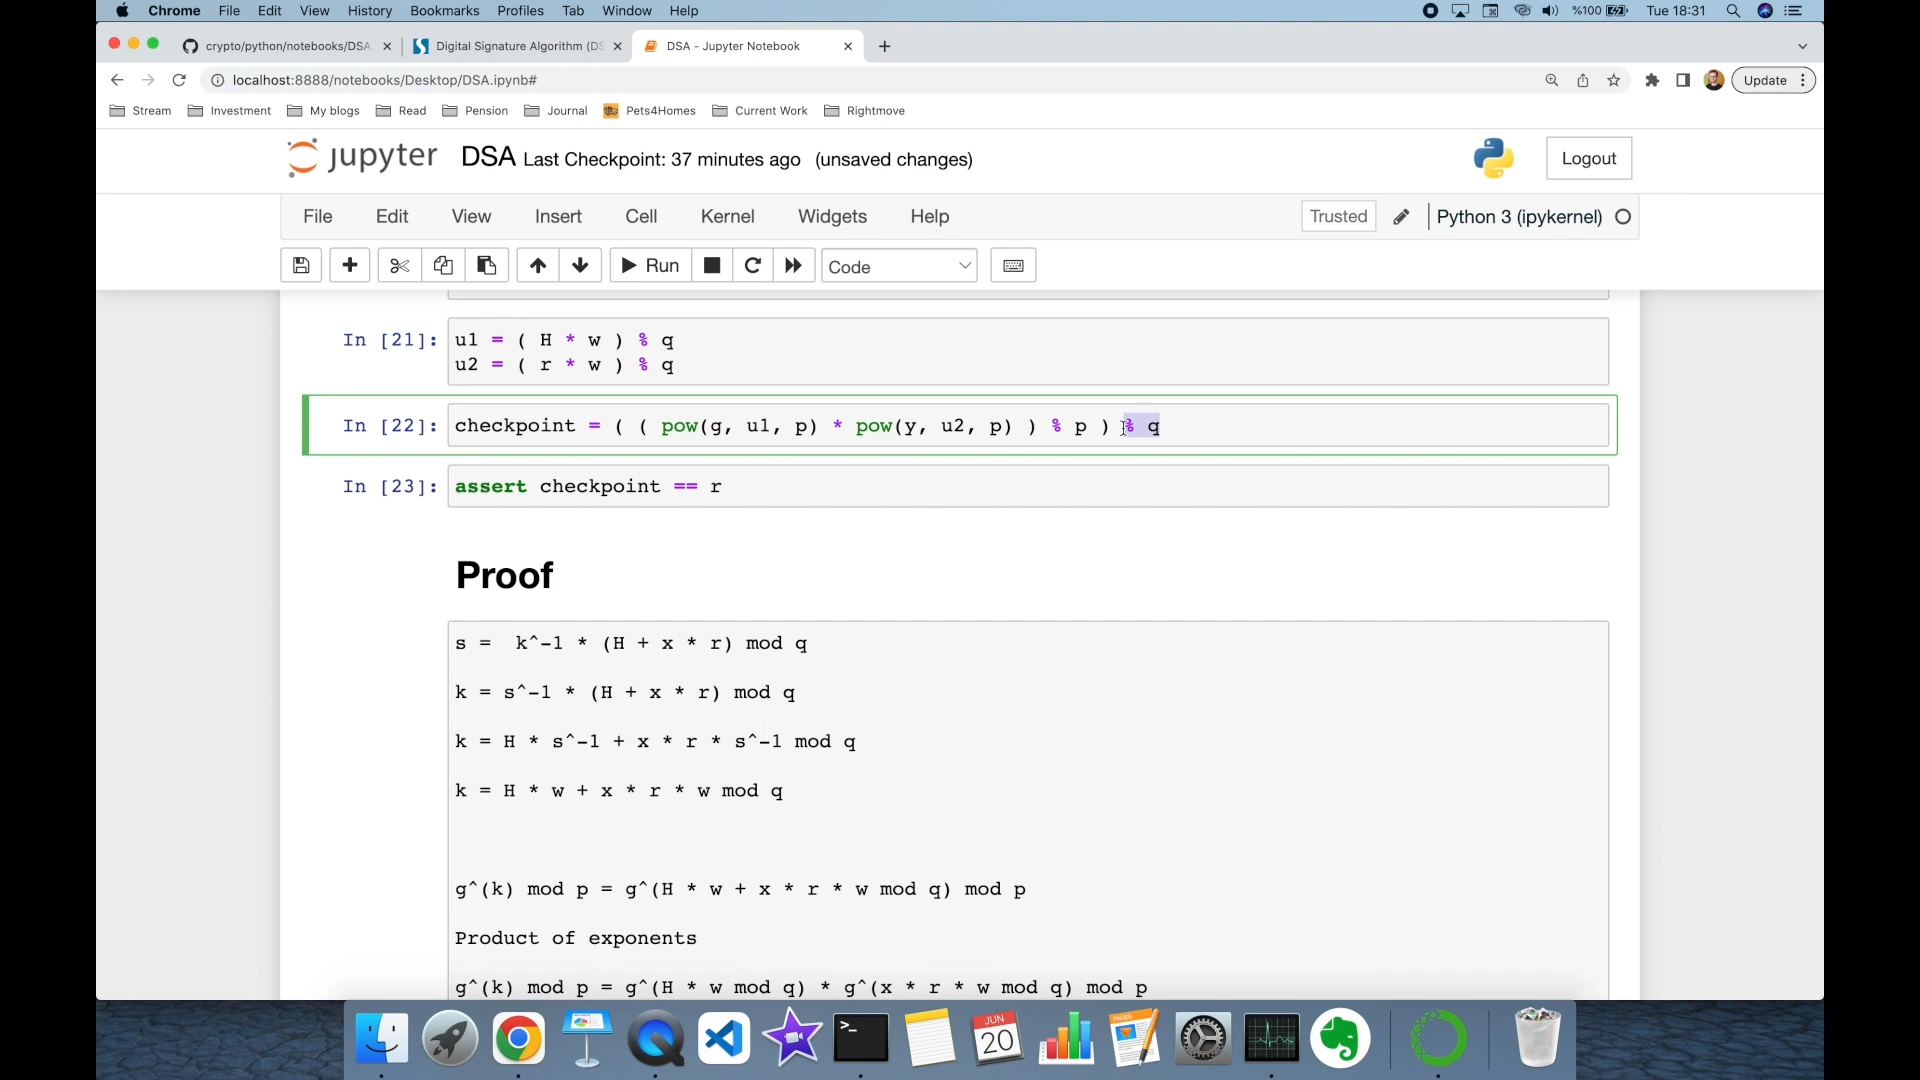 Chrome File Edit View History Bookmarks Profiles Tab Window Help %100 Tue 18:31
crypto/python/notebooks/DSA. Digital Signature Algorithm (DS DSA - Jupyter Notebook
localhost:8888/notebooks/Desktop/DSA.ipynb# Update
Stream Investment My blogs Read Pension Journal Pets4Homes Current Work Rightmove
jupyter DSA Last Checkpoint: 37 minutes ago (unsaved changes) Logout
File Edit View Insert Cell Kernel Widgets Help Trusted Python 3 (ipykernel)
Run Code
In [21]: u1 = ( H * w ) % q
u2 = ( r * w ) % q
In [22]: checkpoint = ( ( pow(g, u1, p) * pow(y, u2, p) ) % p ) % q
In [23]: assert checkpoint == r
Proof
s =  k^-1 * (H + x * r) mod q
k = s^-1 * (H + x * r) mod q
k = H * s^-1 + x * r * s^-1 mod q
k = H * w + x * r * w mod q
g^(k) mod p = g^(H * w + x * r * w mod q) mod p
Product of exponents
g^(k) mod p = g^(H * w mod q) * g^(x * r * w mod q) mod p
JUN
20
PAGES